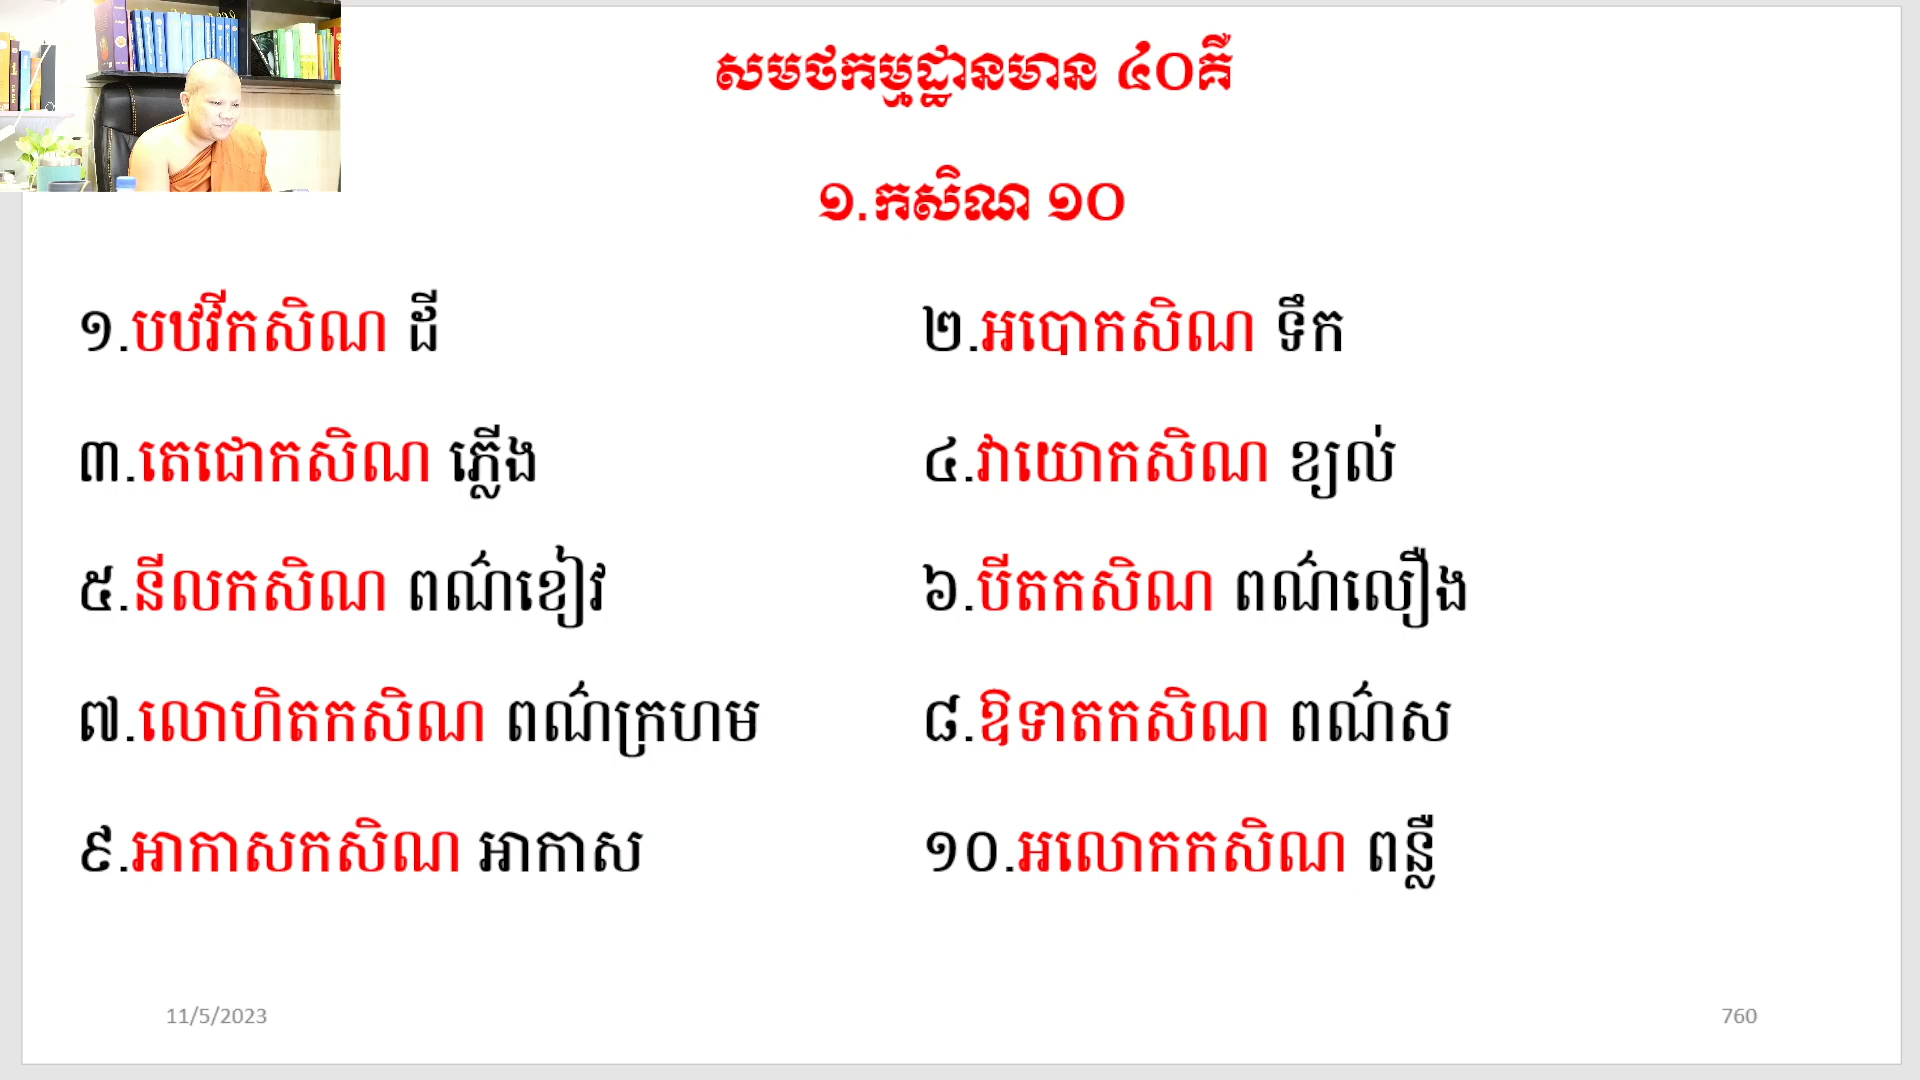 សមថកម្មដ្ឋានមាន ៤០គឺ
១.កសិណ ១០
១.បឋវីកសិណ ដី
២.អបោកសិណ ទឹក
៣.តេជោកសិណ ភ្លើង
៤.វាយោកសិណ ខ្យល់
៥.នីលកសិណ ពណ៌ខៀវ
៦.បីតកសិណ ពណ៌លឿង
៧.លោហិតកសិណ ពណ៌ក្រហម
៨.ឱទាតកសិណ ពណ៌ស
៩.អាកាសកសិណ អាកាស
១០.អលោកកសិណ ពន្លឺ
11/5/2023
760